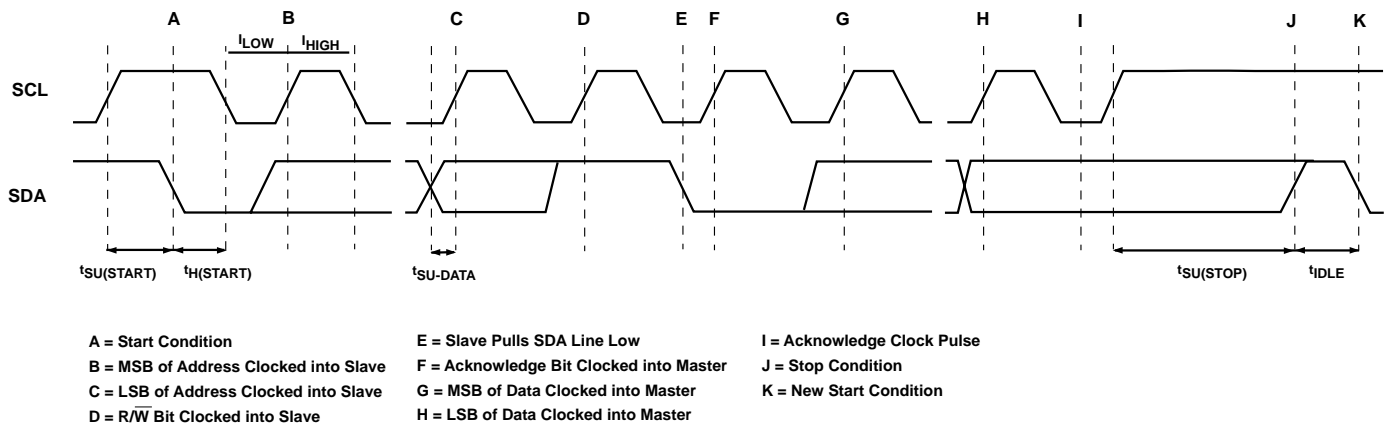 A B C D E F G H I J K
ILOW IHIGH
SCL
SDA
tSU(START) tH(START) tSU-DATA tSU(STOP) tIDLE
A = Start Condition
B = MSB of Address Clocked into Slave
C = LSB of Address Clocked into Slave
D = R/W̅ Bit Clocked into Slave
E = Slave Pulls SDA Line Low
F = Acknowledge Bit Clocked into Master
G = MSB of Data Clocked into Master
H = LSB of Data Clocked into Master
I = Acknowledge Clock Pulse
J = Stop Condition
K = New Start Condition